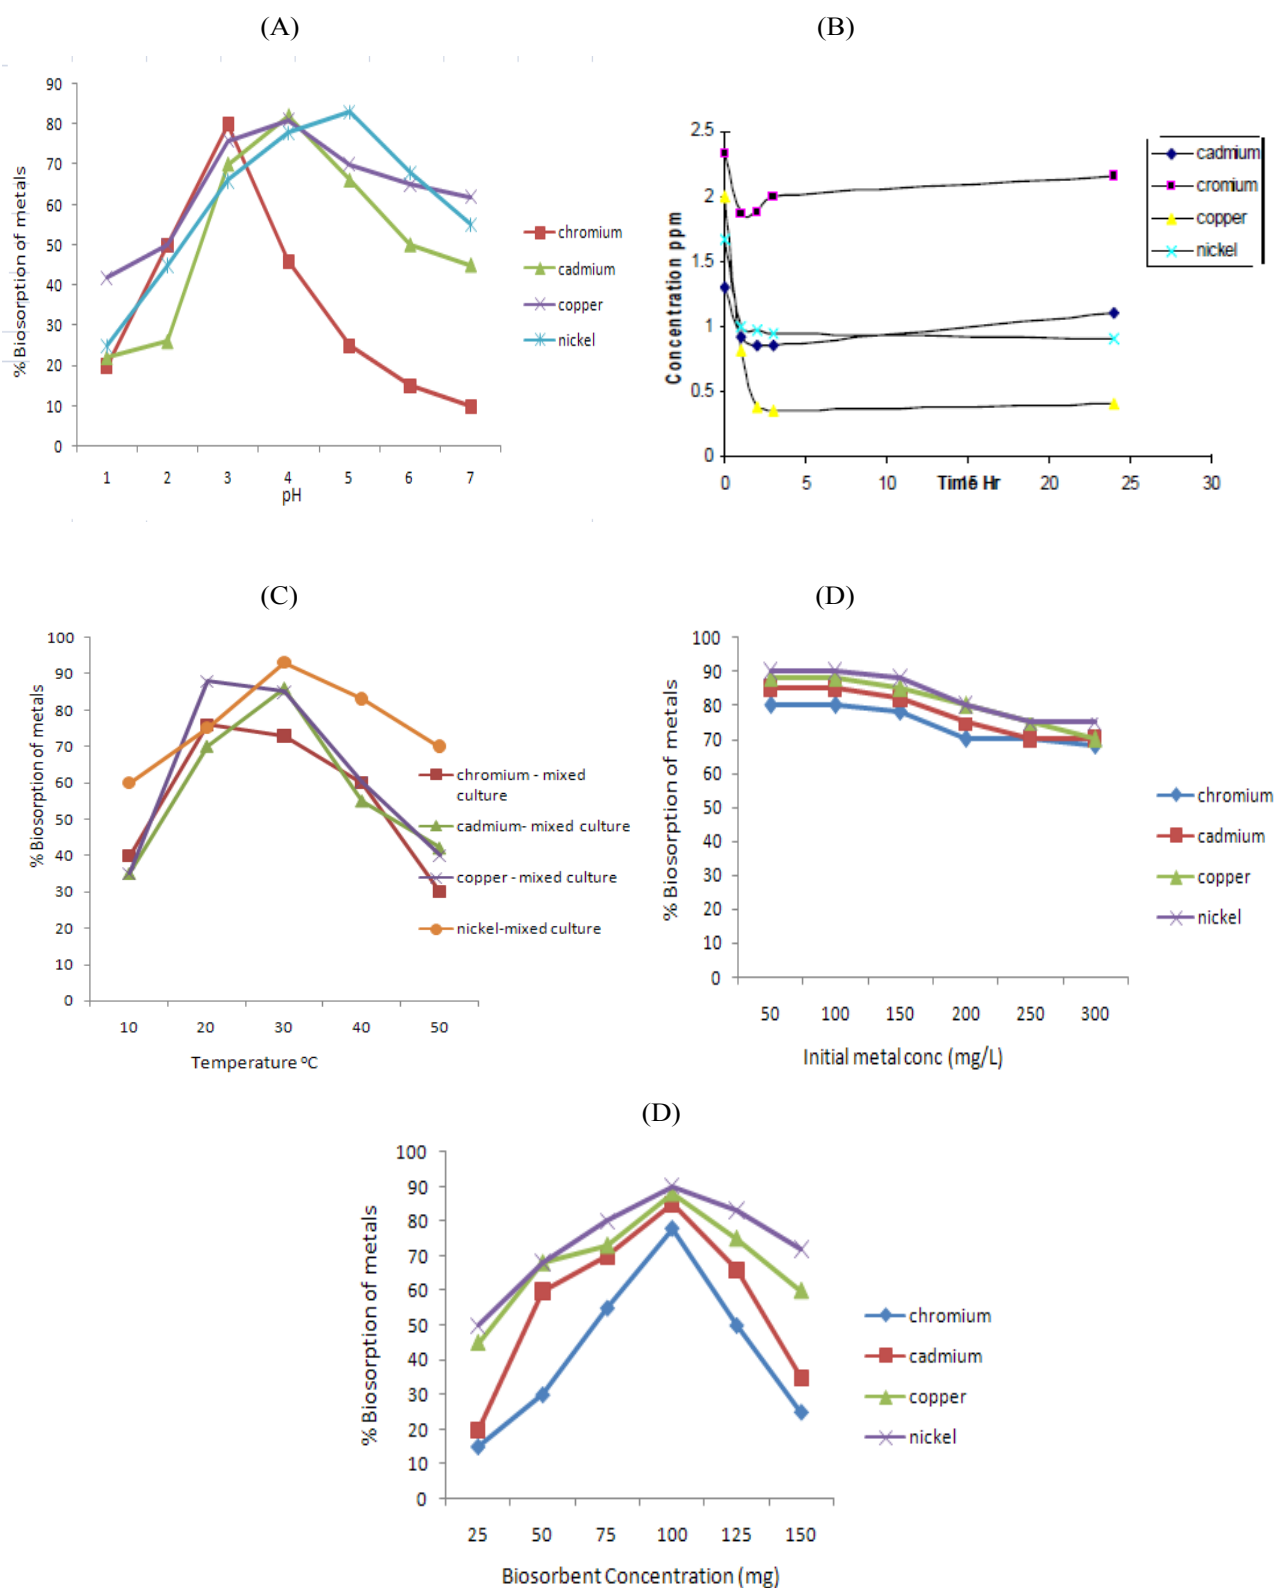 (A)
(B)
90
80
70
60
50
40
30
20
10
0
% Biosorption of metals
1 2 3 4 5 6 7
pH
chromium
cadmium
copper
nickel
2.5
2
1.5
1
0.5
0
Concentration ppm
0 5 10 15 20 25 30
Time Hr
cadmium
cromium
copper
nickel
(C)
(D)
100
90
80
70
60
50
40
30
20
10
0
% Biosorption of metals
10 20 30 40 50
Temperature ⁰C
chromium - mixed
culture
cadmium- mixed culture
copper - mixed culture
nickel-mixed culture
100
90
80
70
60
50
40
30
20
10
0
% Biosorption of metals
50 100 150 200 250 300
Initial metal conc (mg/L)
chromium
cadmium
copper
nickel
(D)
100
90
80
70
60
50
40
30
20
10
0
% Biosorption of metals
25 50 75 100 125 150
Biosorbent Concentration (mg)
chromium
cadmium
copper
nickel